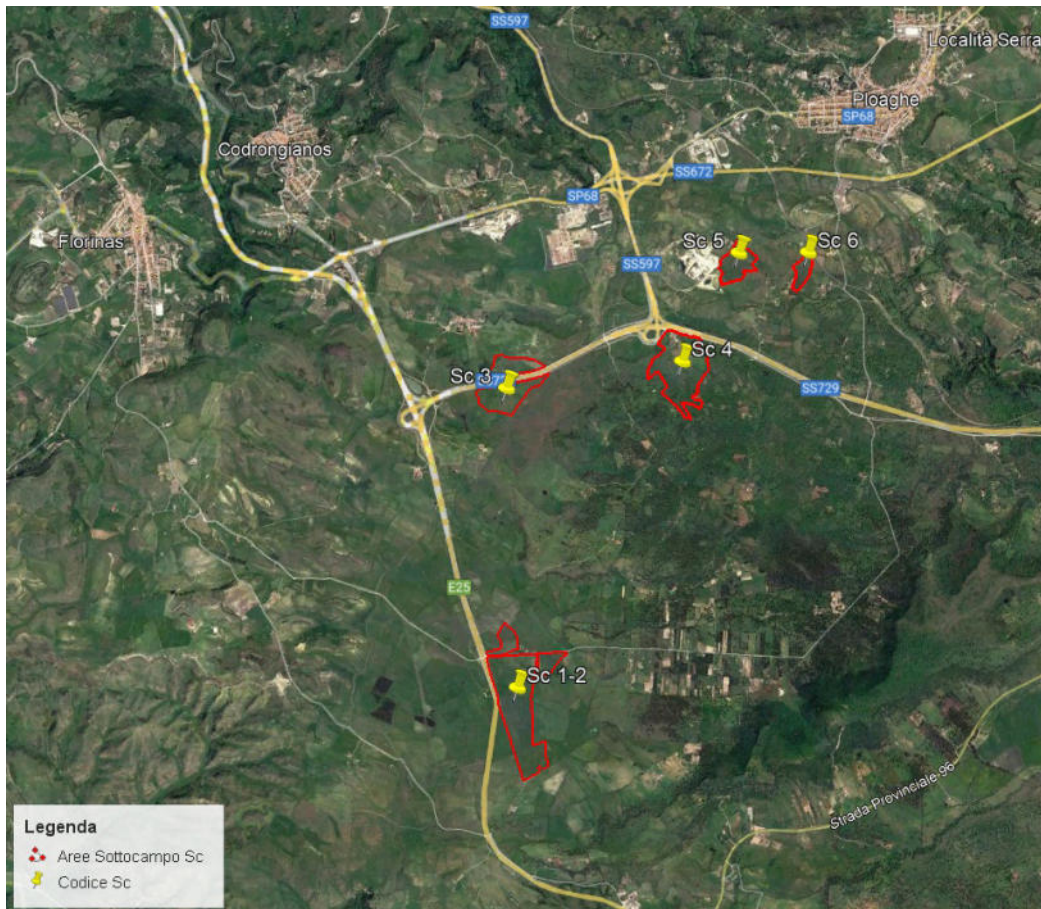 SS597
Località Serra
Ploaghe
SP68
Codrongianos
SS672
SP68
Florinas
Sc 5
Sc 6
SS597
Sc 4
Sc 3
SS729
E25
Sc 1-2
Strada Provinciale 96
Legenda
Aree Sottocampo Sc
Codice Sc